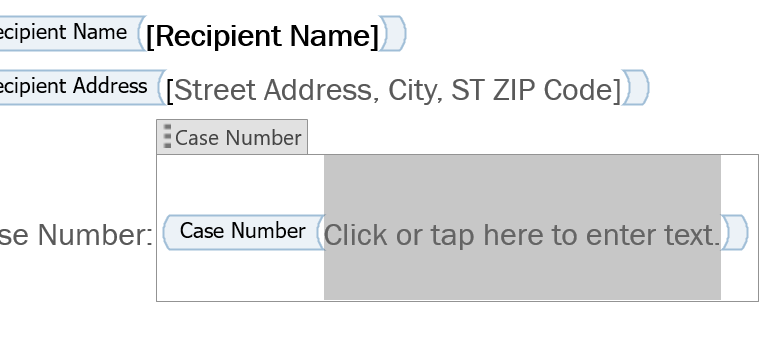 ecipient Name [Recipient Name]
ecipient Address [Street Address, City, ST ZIP Code]
Case Number
se Number: Case Number Click or tap here to enter text.